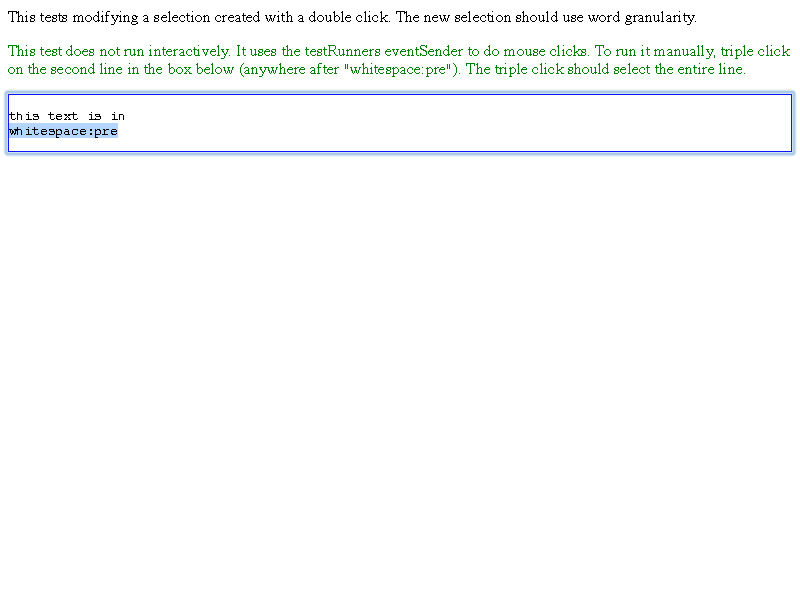 This tests modifying a selection created with a double click. The new selection should use word granularity.
This test does not run interactively. It uses the testRunners eventSender to do mouse clicks. To run it manually, triple click
on the second line in the box below (anywhere after "whitespace:pre"). The triple click should select the entire line.
this text is in
whitespace:pre